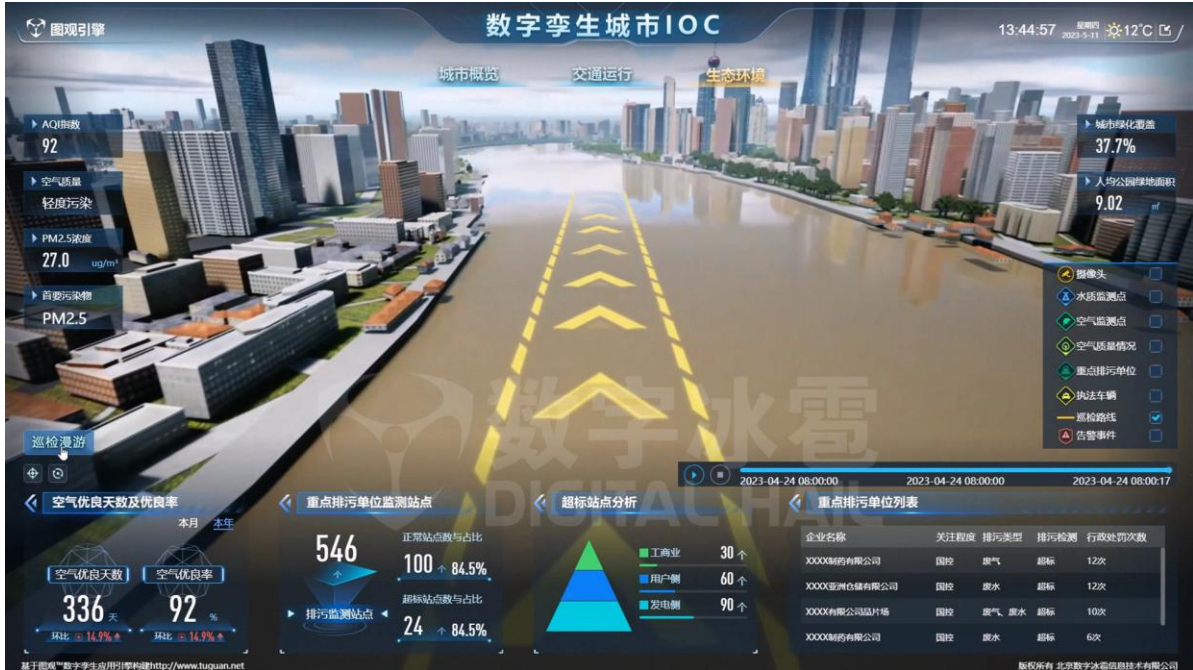 图观引擎
数字孪生城市IOC
13:44:57
星期四
2023-5-11
12℃
城市概览
交通运行
生态环境
AQI指数
92
空气质量
轻度污染
PM2.5浓度
27.0 ug/m³
首要污染物
PM2.5
城市绿化覆盖
37.7%
人均公园绿地面积
9.02 ㎡
摄像头
水质监测点
空气监测点
空气质量情况
重点排污单位
执法车辆
巡检路线
告警事件
数字冰雹
DIGITAL HAIL
巡检漫游
2023-04-24 08:00:00
2023-04-24 08:00:00
2023-04-24 08:00:17
空气优良天数及优良率
本月 本年
空气优良天数
336 天
环比 14.9%
空气优良率
92 %
环比 14.9%
重点排污单位监测站点
546
排污监测站点
正常站点数与占比
100 个 84.5%
超标站点数与占比
24 个 84.5%
超标站点分析
工商业 30 个
用户侧 60 个
发电侧 90 个
重点排污单位列表
企业名称 关注程度 排污类型 排污检测 行政处罚次数
XXXX制药有限公司 国控 废气 超标 12次
XXXX亚洲仓储有限公司 国控 废水 超标 12次
XXXX有限公司品片场 国控 废气、废水 超标 10次
XXXX制药有限公司 国控 废水 超标 6次
基于图观™数字孪生应用引擎构建http://www.tuguan.net
版权所有 北京数字冰雹信息技术有限公司